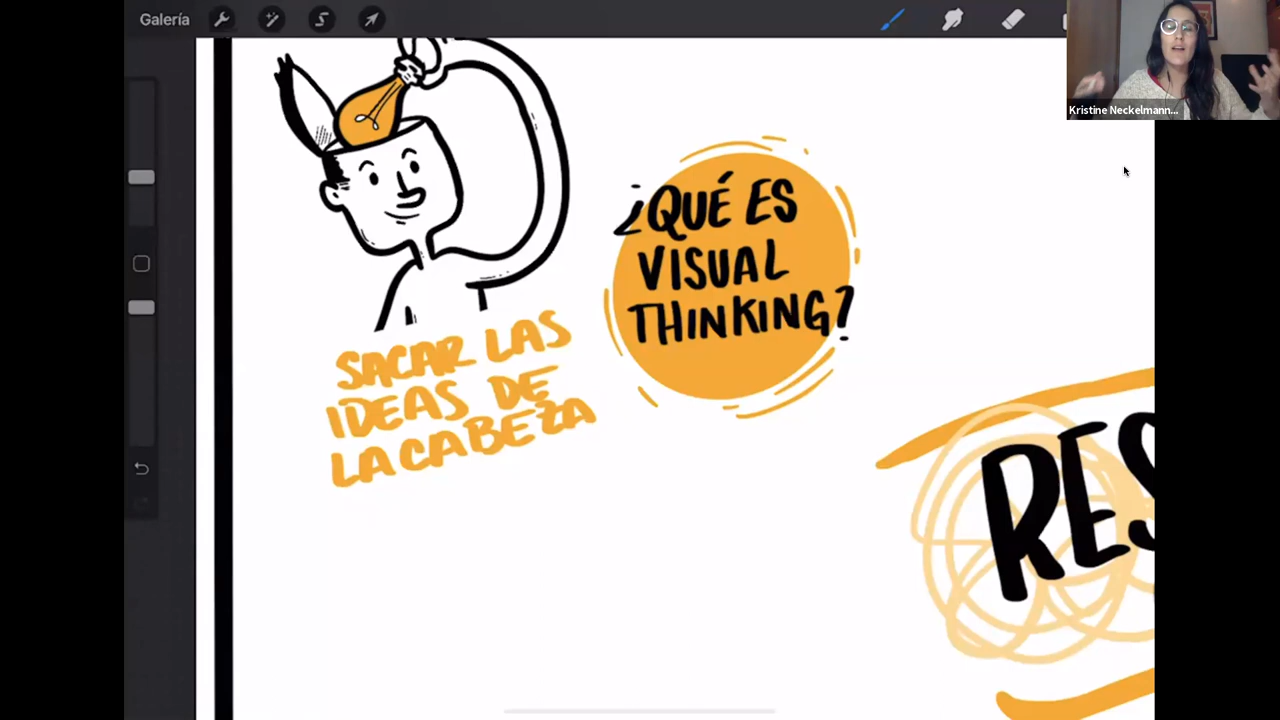 Galería
Kristine Neckelmann...
¿QUÉ ES
VISUAL
THINKING?
SACAR LAS
IDEAS DE
LA CABEZA
RES